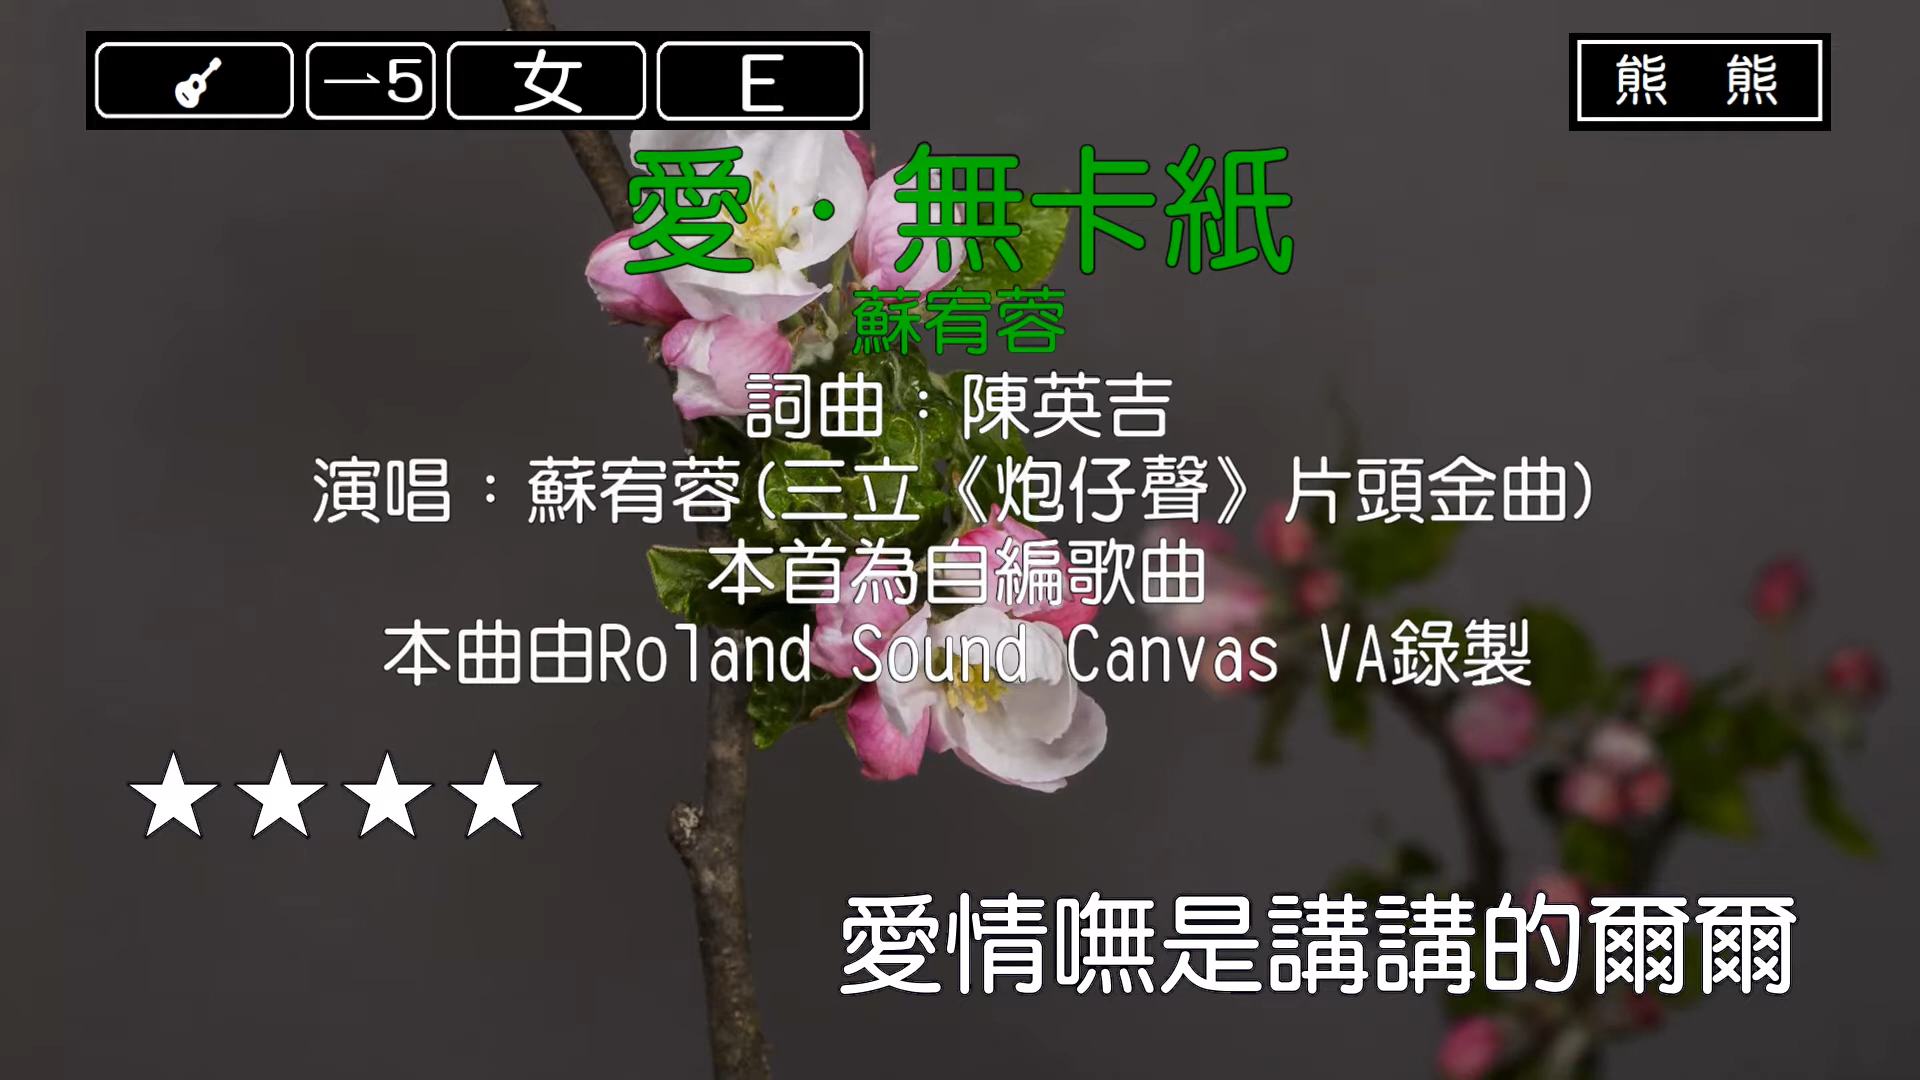 ⇀5 女 E
熊 熊
愛·無卡紙
蘇宥蓉
詞曲：陳英吉
演唱：蘇宥蓉(三立《炮仔聲》片頭金曲)
本首為自編歌曲
本曲由Roland Sound Canvas VA錄製
★★★★
愛情嘸是講講的爾爾